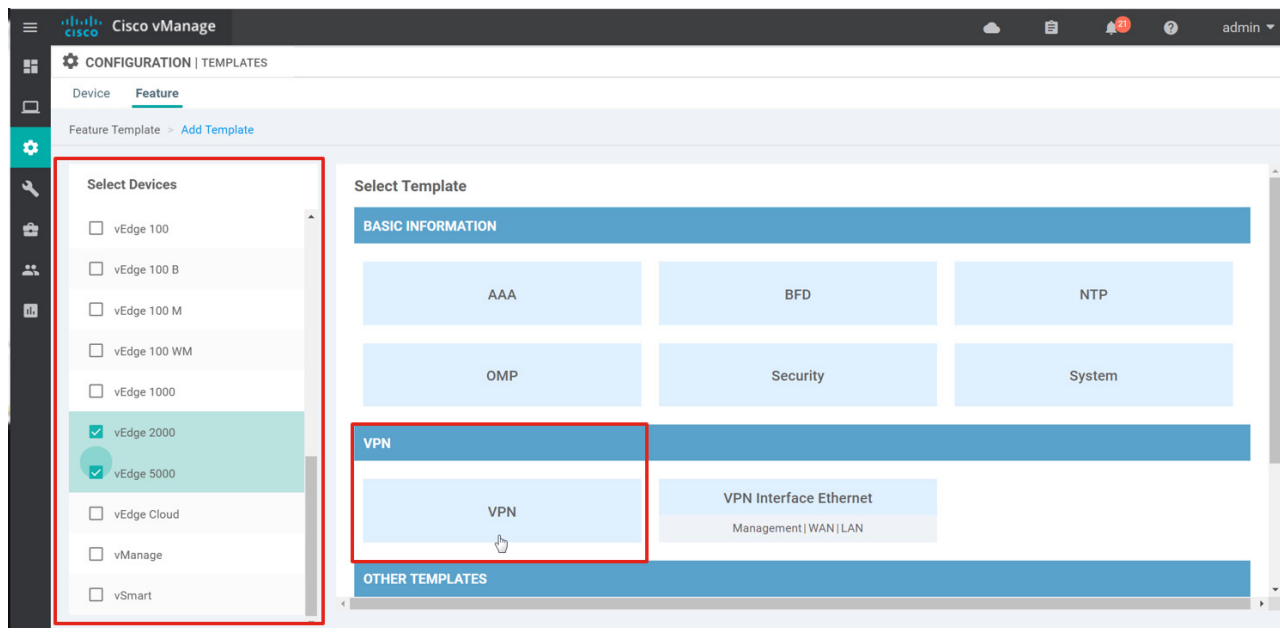 cisco Cisco vManage 21 admin
CONFIGURATION | TEMPLATES
Device Feature
Feature Template > Add Template
Select Devices
vEdge 100
vEdge 100 B
vEdge 100 M
vEdge 100 WM
vEdge 1000
vEdge 2000
vEdge 5000
vEdge Cloud
vManage
vSmart
Select Template
BASIC INFORMATION
AAA BFD NTP
OMP Security System
VPN
VPN VPN Interface Ethernet
Management | WAN | LAN
OTHER TEMPLATES